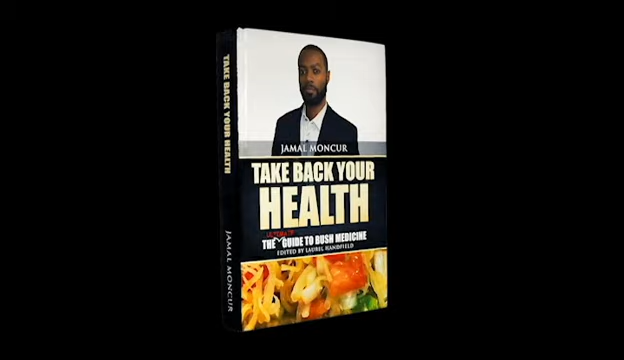 TAKE BACK YOUR HEALTH
JAMAL MONCUR
JAMAL MONCUR
TAKE BACK YOUR
HEALTH
ULTIMATE
THE GUIDE TO BUSH MEDICINE
EDITED BY LAUREL HANDFIELD